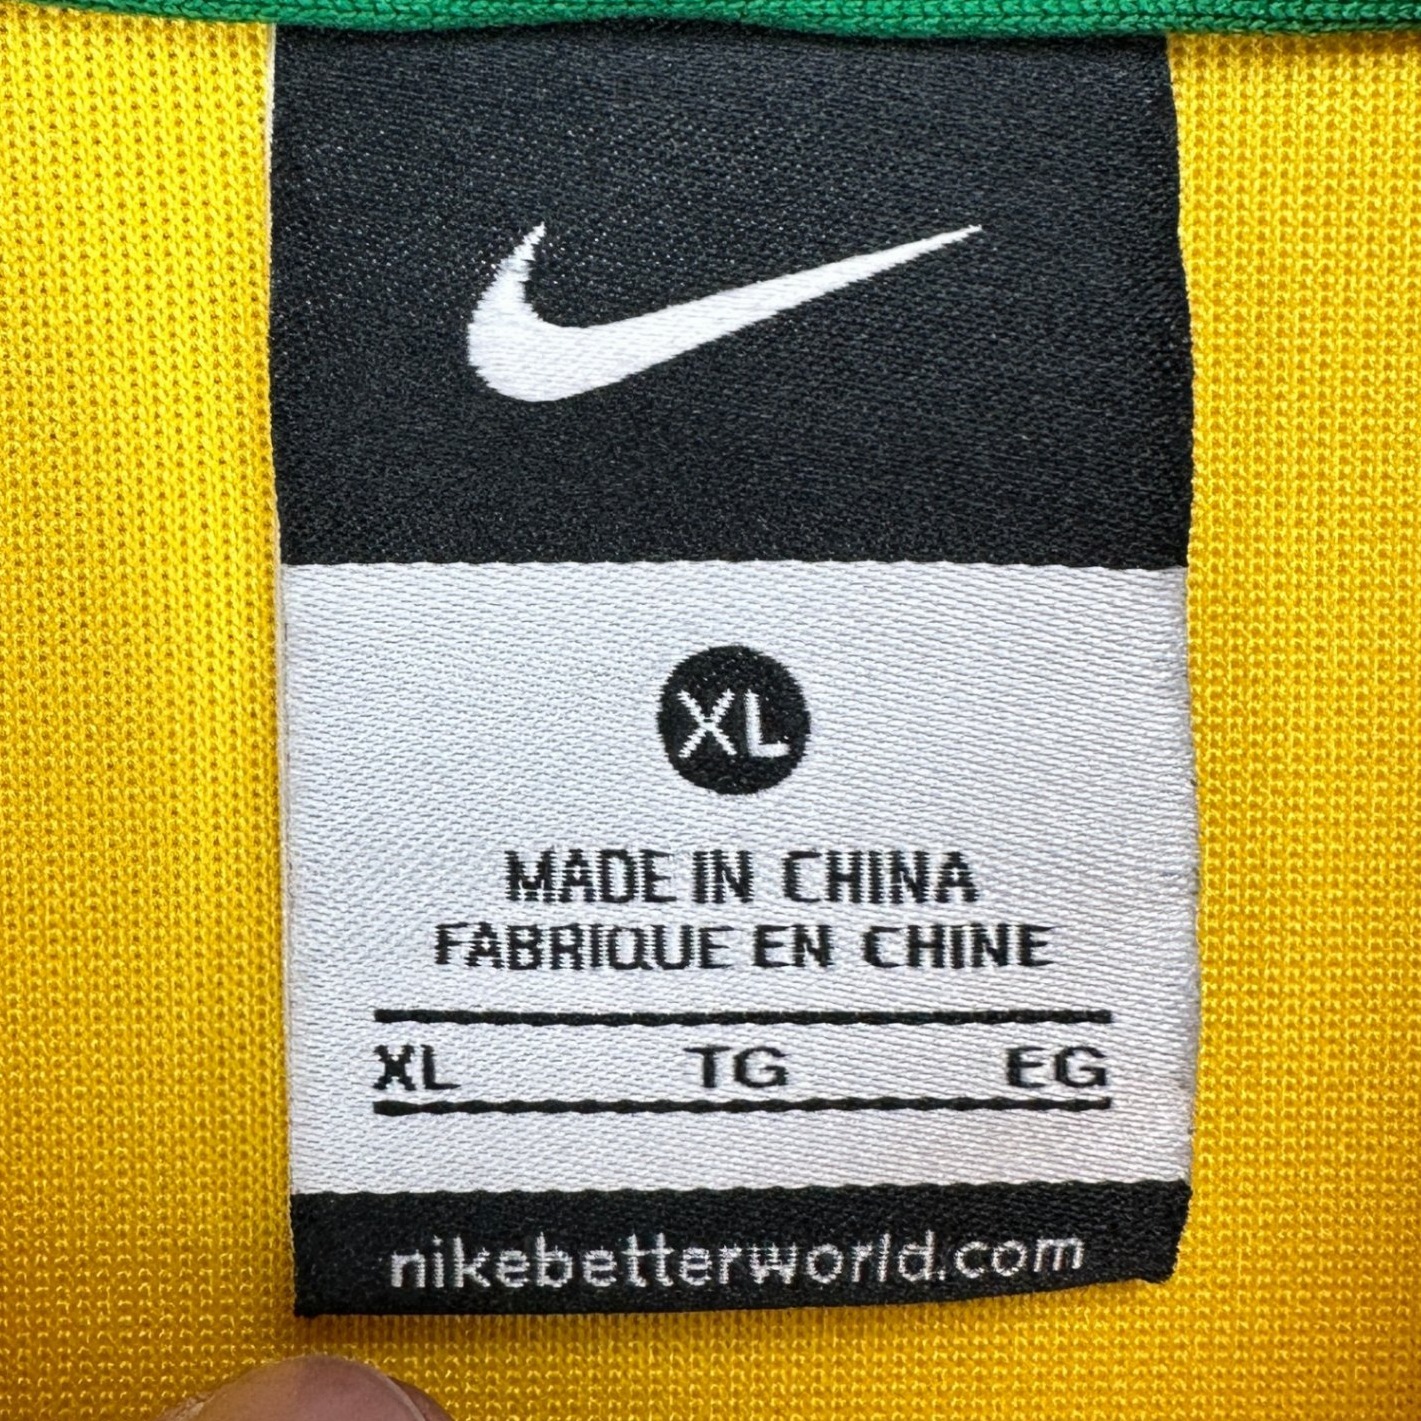 XL
MADE IN CHINA
FABRIQUE EN CHINE
XL TG EG
nikebetterworld.com